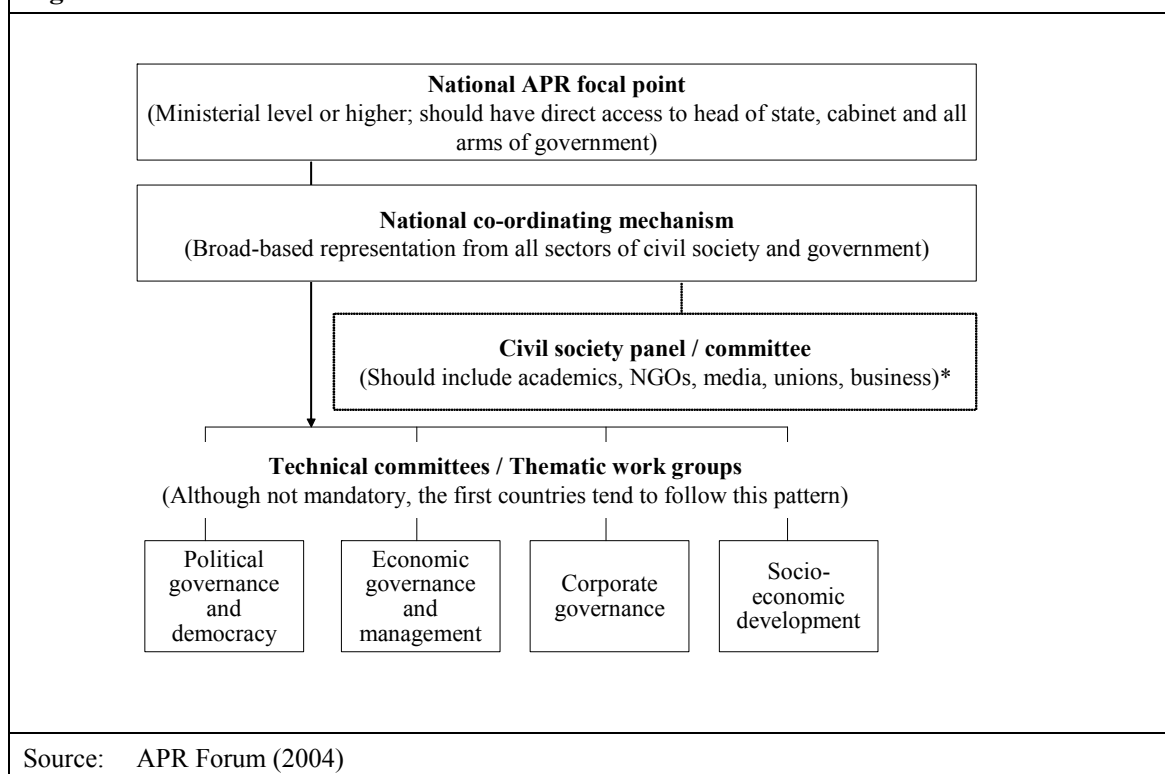 National APR focal point
(Ministerial level or higher; should have direct access to head of state, cabinet and all
arms of government)
National co-ordinating mechanism
(Broad-based representation from all sectors of civil society and government)
Civil society panel / committee
(Should include academics, NGOs, media, unions, business)*
Technical committees / Thematic work groups
(Although not mandatory, the first countries tend to follow this pattern)
Political
governance
and
democracy
Economic
governance
and
management
Corporate
governance
Socio-
economic
development
Source: APR Forum (2004)